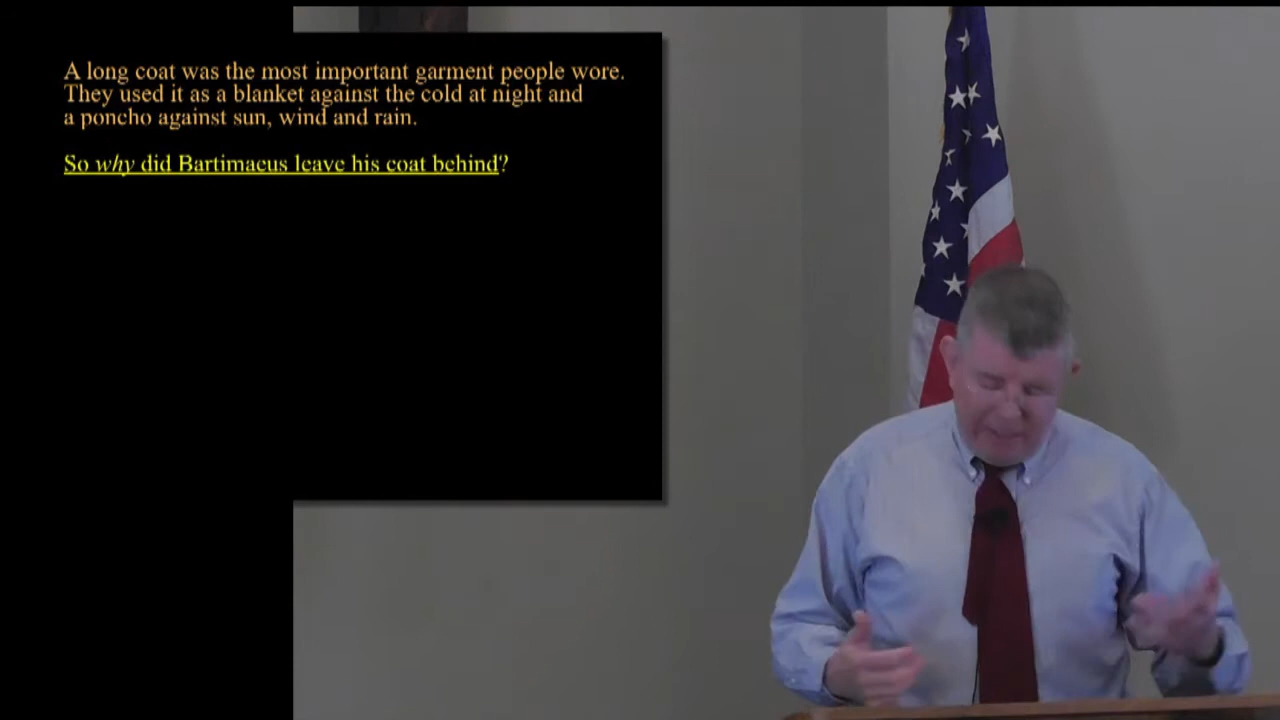 A long coat was the most important garment people wore.
They used it as a blanket against the cold at night and
a poncho against sun, wind and rain.
So why did Bartimaeus leave his coat behind?